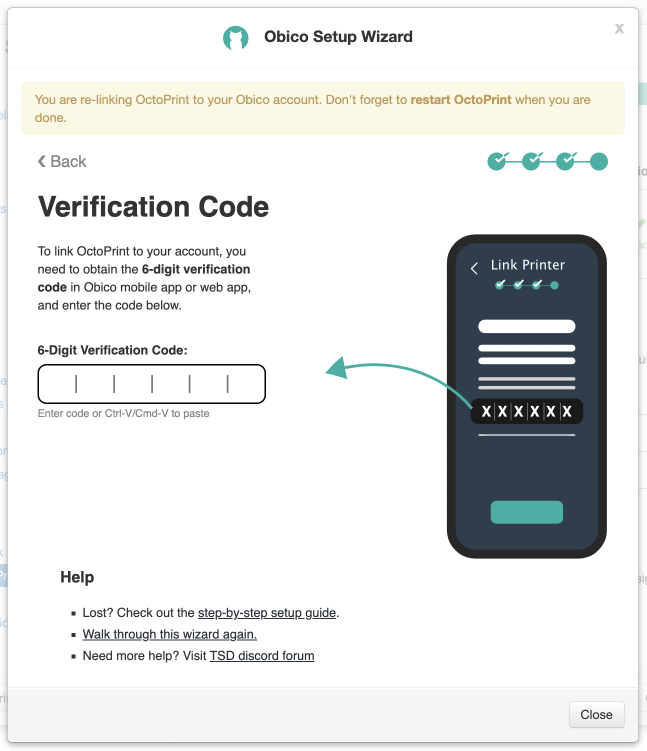 Obico Setup Wizard
x
You are re-linking OctoPrint to your Obico account. Don't forget to restart OctoPrint when you are
done.
Back
Verification Code
To link OctoPrint to your account, you
need to obtain the 6-digit verification
code in Obico mobile app or web app,
and enter the code below.
6-Digit Verification Code:
Enter code or Ctrl-V/Cmd-V to paste
Link Printer
X X X X X X
Help
Lost? Check out the step-by-step setup guide.
Walk through this wizard again.
Need more help? Visit TSD discord forum
Close